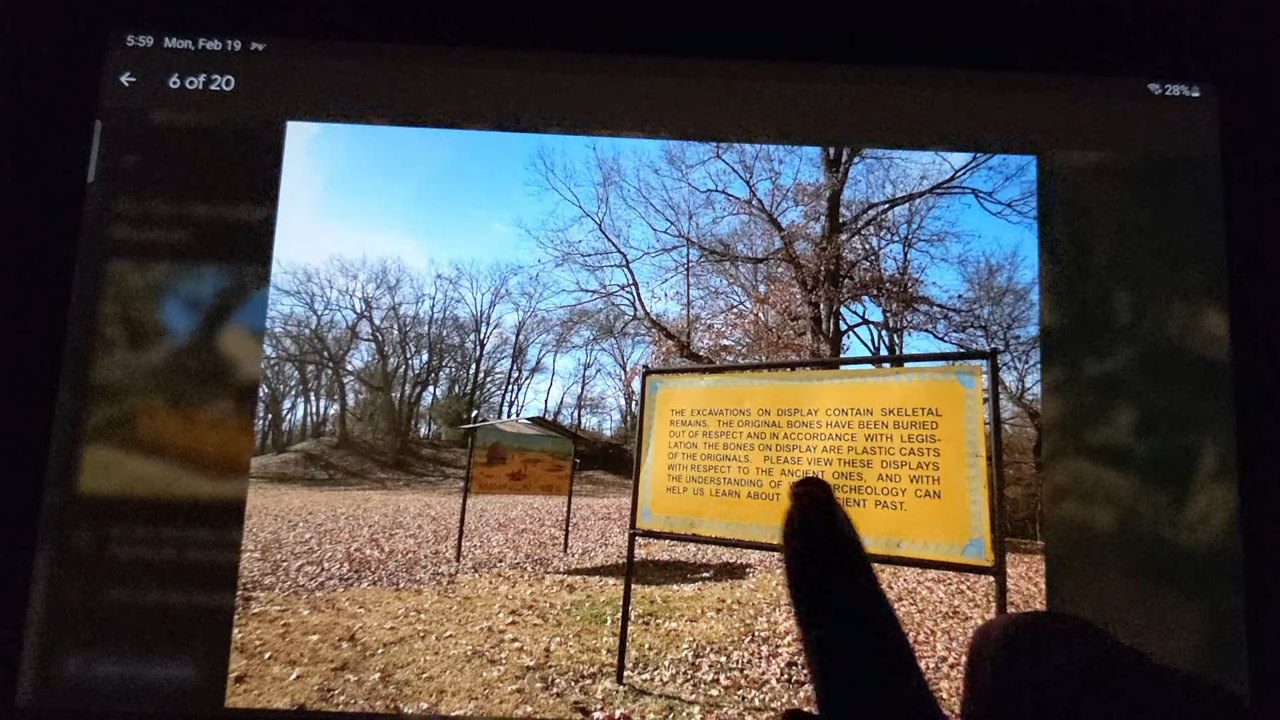 5:59 Mon, Feb 19
28%
6 of 20
THE EXCAVATIONS ON DISPLAY CONTAIN SKELETAL
REMAINS. THE ORIGINAL BONES HAVE BEEN BURIED
OUT OF RESPECT AND IN ACCORDANCE WITH LEGIS-
LATION. THE BONES ON DISPLAY ARE PLASTIC CASTS
OF THE ORIGINALS. PLEASE VIEW THESE DISPLAYS
WITH RESPECT TO THE ANCIENT ONES, AND WITH
THE UNDERSTANDING OF CAN
HELP US LEARN ABOUT PAST.